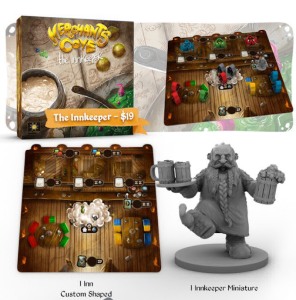 MERCHANTS
COVE
the innkeeper
The Innkeeper – $19
1 Inn
Custom Shaped
1 Innkeeper Miniature